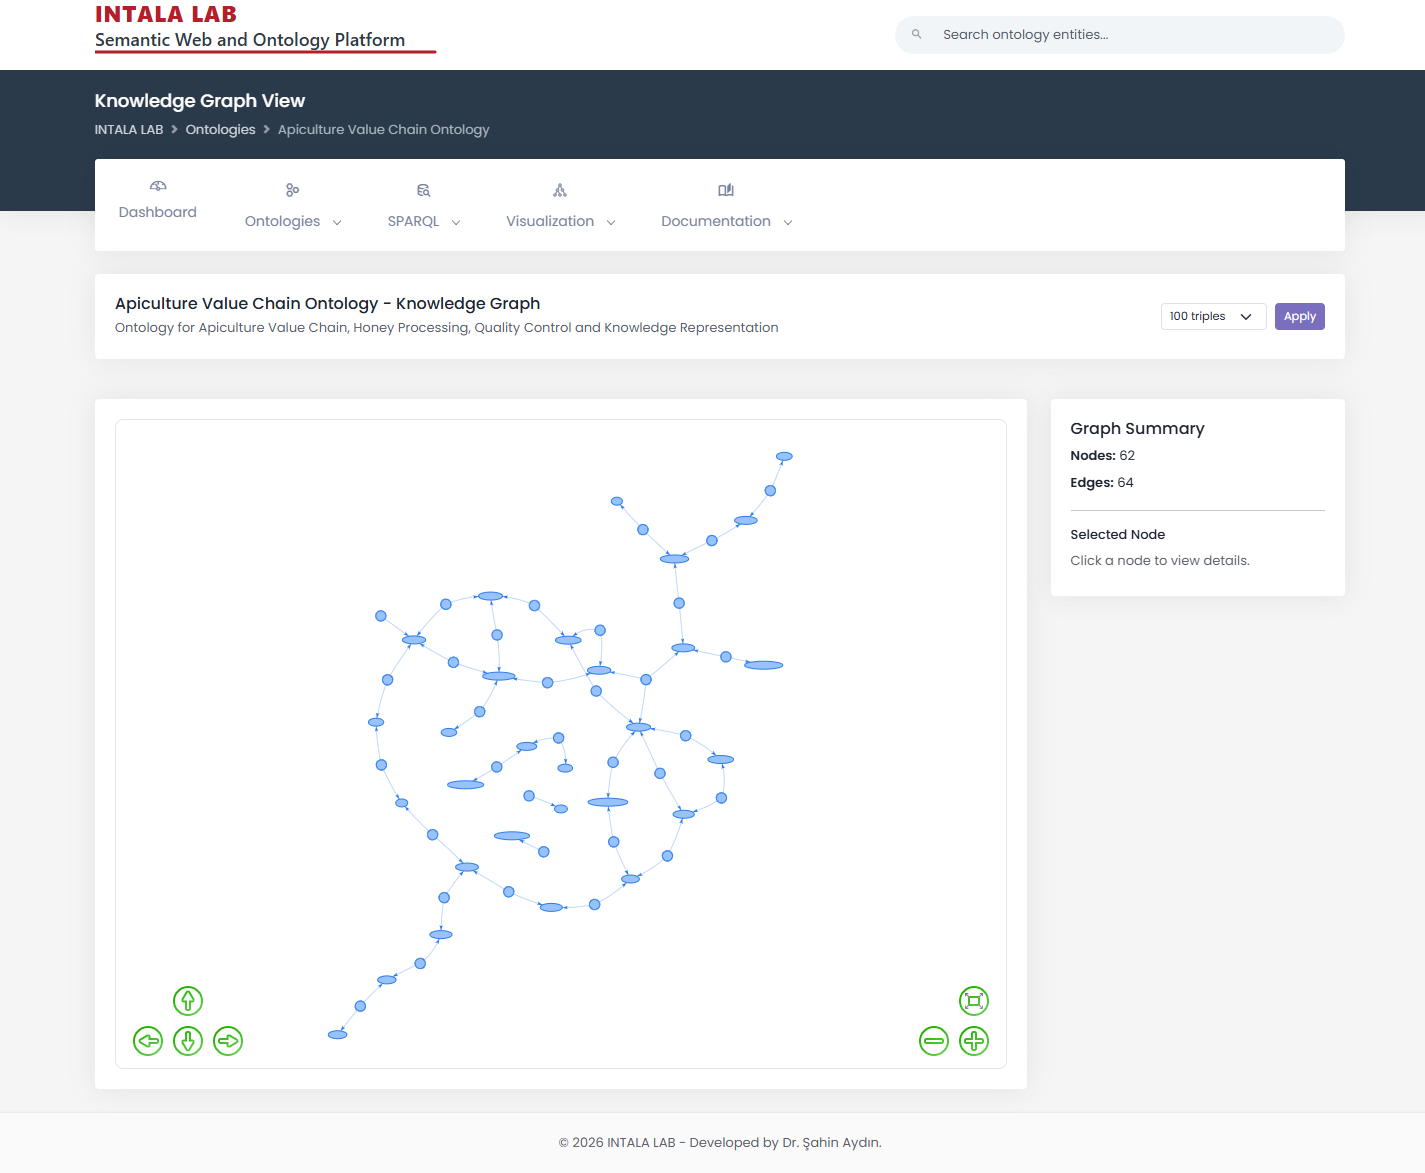 INTALA LAB
Semantic Web and Ontology Platform
Search ontology entities...
Knowledge Graph View
INTALA LAB > Ontologies > Apiculture Value Chain Ontology
Dashboard
Ontologies
SPARQL
Visualization
Documentation
Apiculture Value Chain Ontology - Knowledge Graph
Ontology for Apiculture Value Chain, Honey Processing, Quality Control and Knowledge Representation
100 triples
Apply
Graph Summary
Nodes: 62
Edges: 64
Selected Node
Click a node to view details.
© 2026 INTALA LAB - Developed by Dr. Şahin Aydın.